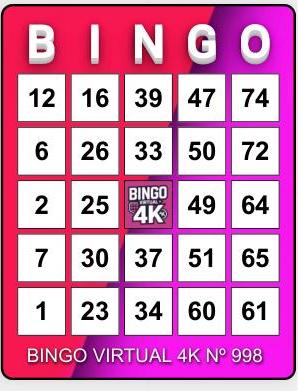 B I N G O
12 16 39 47 74
6 26 33 50 72
2 25 BINGO VIRTUAL 4K 49 64
7 30 37 51 65
1 23 34 60 61
BINGO VIRTUAL 4K Nº 998